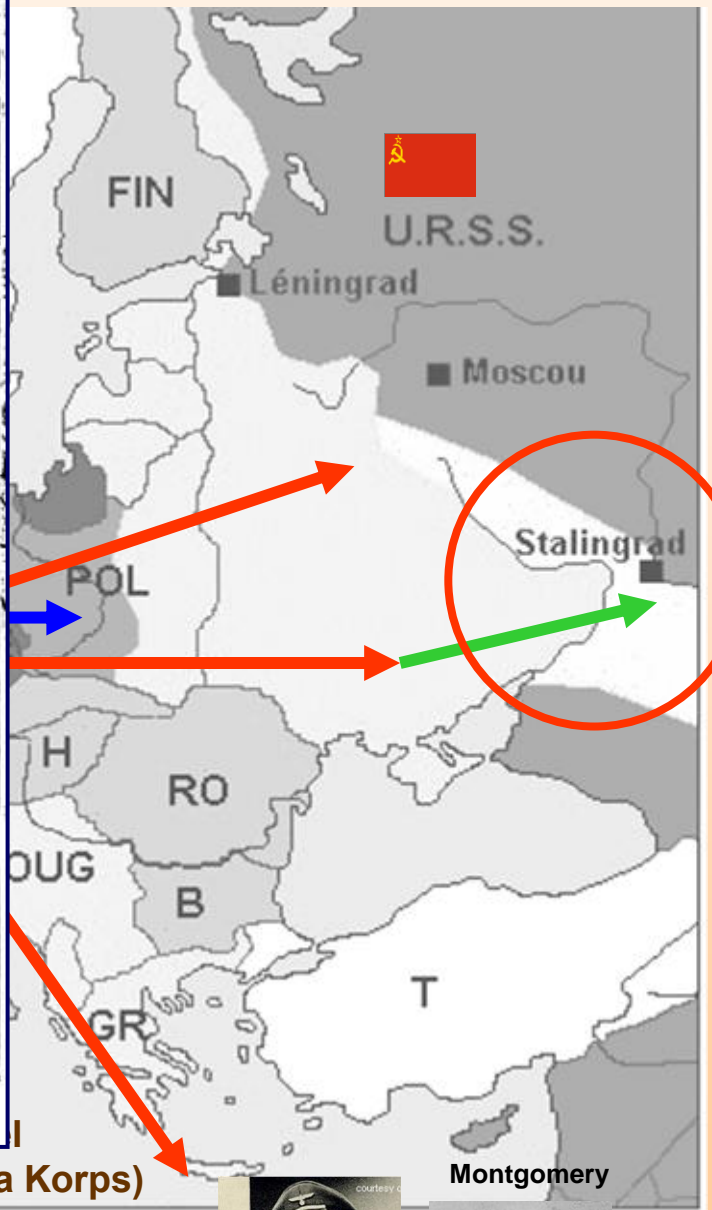 FIN
U.R.S.S.
Léningrad
Moscou
Stalingrad
POL
H
RO
OUG
B
T
GR
l
a Korps)
Montgomery
courtesy